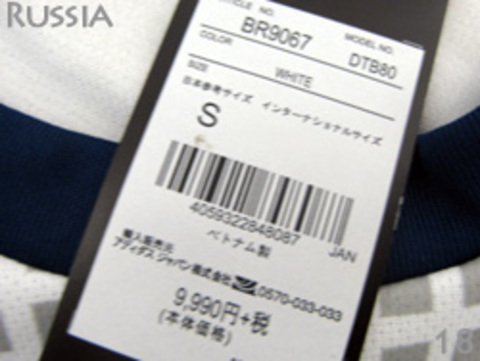 RUSSIA
ARTICLE NO. MODEL NO.
BR9067 DTB80
COLOR
WHITE
SIZE
日本参考サイズ インターナショナルサイズ
S
4059322848087 JAN
ベトナム製
輸入販売元
アディダス ジャパン株式会社 0570-033-033
9,990円+税
(本体価格)
18